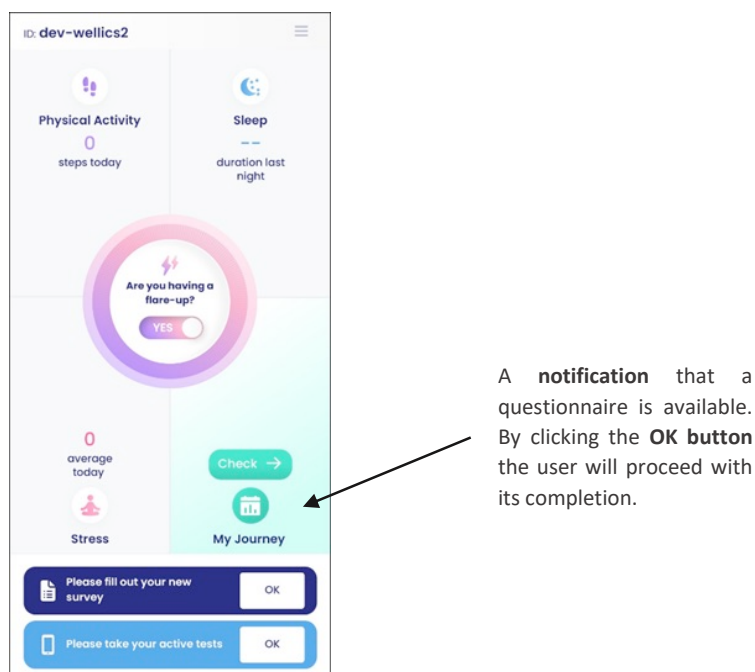 ID: dev-wellics2
Physical Activity
0
steps today
Sleep
--
duration last
night
Are you having a
flare-up?
YES
0
average
today
Stress
Check →
My Journey
Please fill out your new
survey
OK
Please take your active tests
OK
A notification that a
questionnaire is available.
By clicking the OK button
the user will proceed with
its completion.